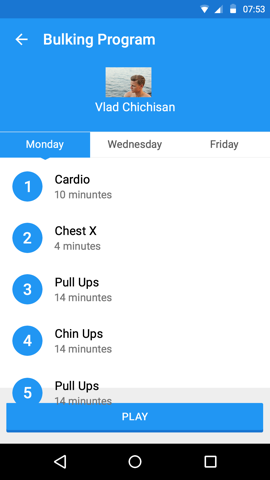 07:53
Bulking Program
Vlad Chichisan
Monday Wednesday Friday
1 Cardio
10 minuntes
2 Chest X
4 minutes
3 Pull Ups
14 minuntes
4 Chin Ups
14 minuntes
5 Pull Ups
14 minuntes
PLAY